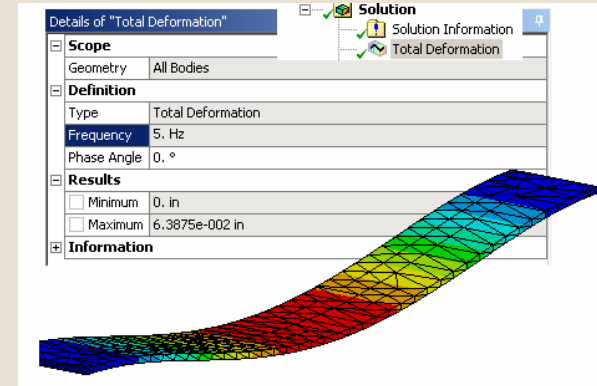 Solution
Solution Information
Total Deformation
Details of "Total Deformation"
Scope
Geometry All Bodies
Definition
Type Total Deformation
Frequency 5. Hz
Phase Angle 0. °
Results
Minimum 0. in
Maximum 6.3875e-002 in
Information